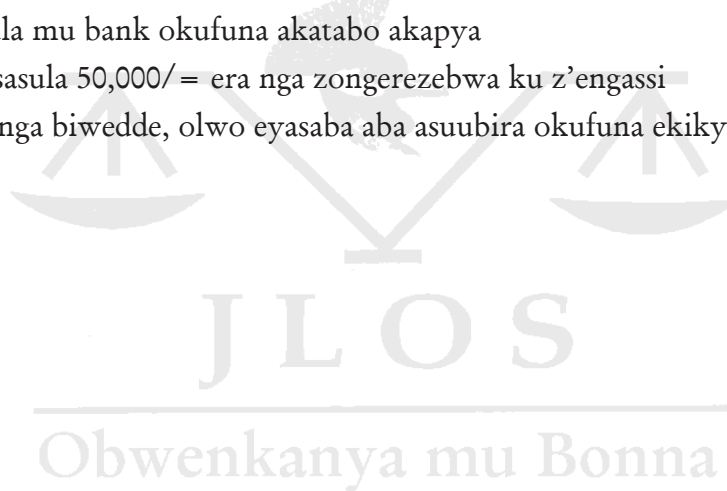 la mu bank okufuna akatabo akapya
sasula 50,000/= era nga zongerezebwa ku z'engassi
nga biwedde, olwo eyasaba aba asuubira okufuna ekiky
JLOS
Obwenkanya mu Bonna